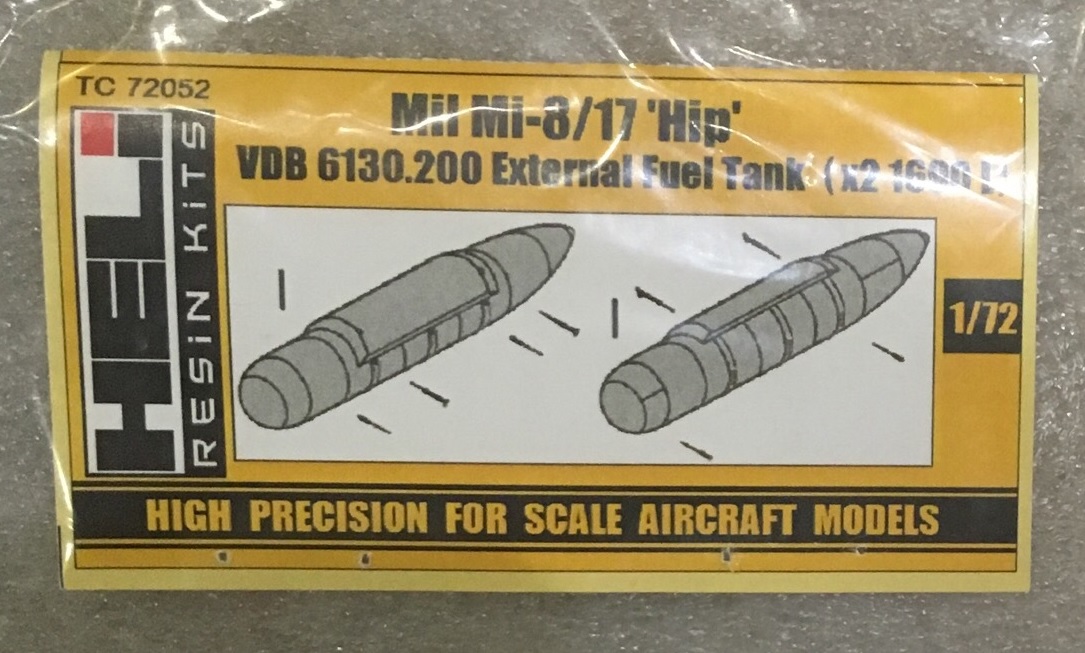 TC 72052
HELI
RESiN KiTS
Mil Mi-8/17 'Hip'
VDB 6130.200 External Fuel Tank (x2
1/72
HIGH PRECISION FOR SCALE AIRCRAFT MODELS